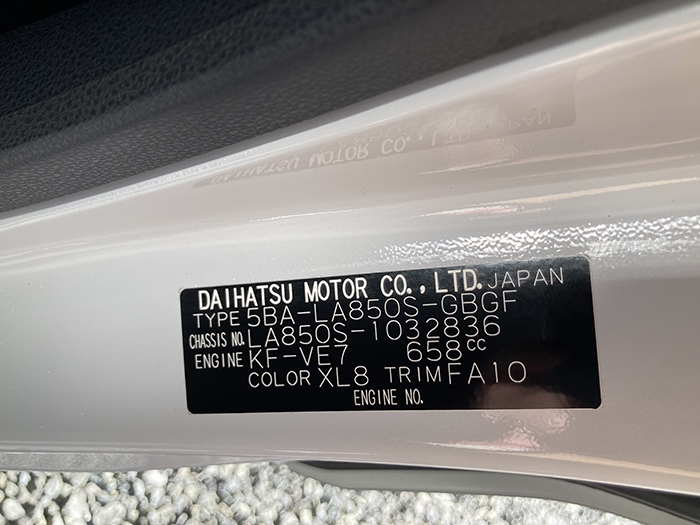 DAIHATSU MOTOR CO., LTD. JAPAN
TYPE 5BA-LA850S-GBGF
CHASSIS NO. LA850S-1032836
ENGINE KF-VE7 658cc
COLOR XL8 TRIM FA10
ENGINE NO.